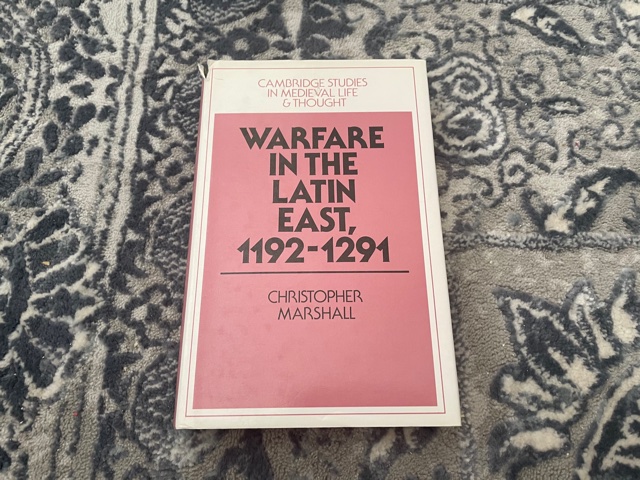 CAMBRIDGE STUDIES
IN MEDIEVAL LIFE
& THOUGHT
WARFARE
IN THE
LATIN
EAST,
1192-1291
CHRISTOPHER
MARSHALL